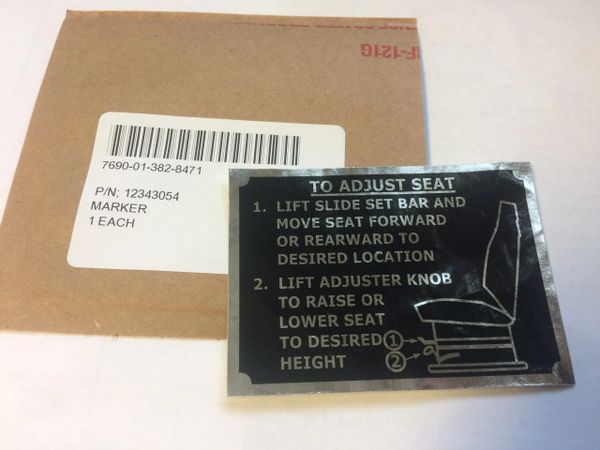 RF-121G
7690-01-382-8471
P/N; 12343054
MARKER
1 EACH
TO ADJUST SEAT
1. LIFT SLIDE SET BAR AND
MOVE SEAT FORWARD
OR REARWARD TO
DESIRED LOCATION
2. LIFT ADJUSTER KNOB
TO RAISE OR
LOWER SEAT
TO DESIRED
HEIGHT
1
2